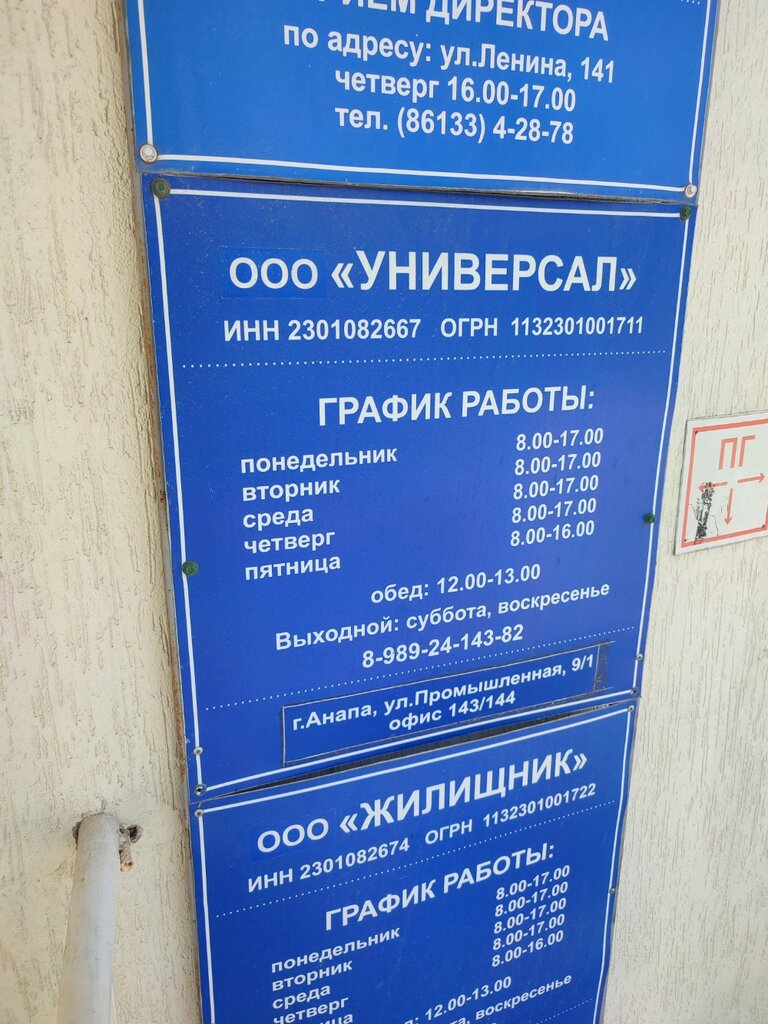 ПРИЕМ ДИРЕКТОРА
по адресу: ул.Ленина, 141
четверг 16.00-17.00
тел. (86133) 4-28-78
ООО «УНИВЕРСАЛ»
ИНН 2301082667 ОГРН 1132301001711
ГРАФИК РАБОТЫ:
понедельник 8.00-17.00
вторник 8.00-17.00
среда 8.00-17.00
четверг 8.00-17.00
пятница 8.00-16.00
обед: 12.00-13.00
Выходной: суббота, воскресенье
8-989-24-143-82
г.Анапа, ул.Промышленная, 9/1
офис 143/144
ПГ
ООО «ЖИЛИЩНИК»
ИНН 2301082674 ОГРН 1132301001722
ГРАФИК РАБОТЫ:
понедельник 8.00-17.00
вторник 8.00-17.00
среда 8.00-17.00
четверг 8.00-17.00
пятница 8.00-16.00
12.00-13.00
воскресенье